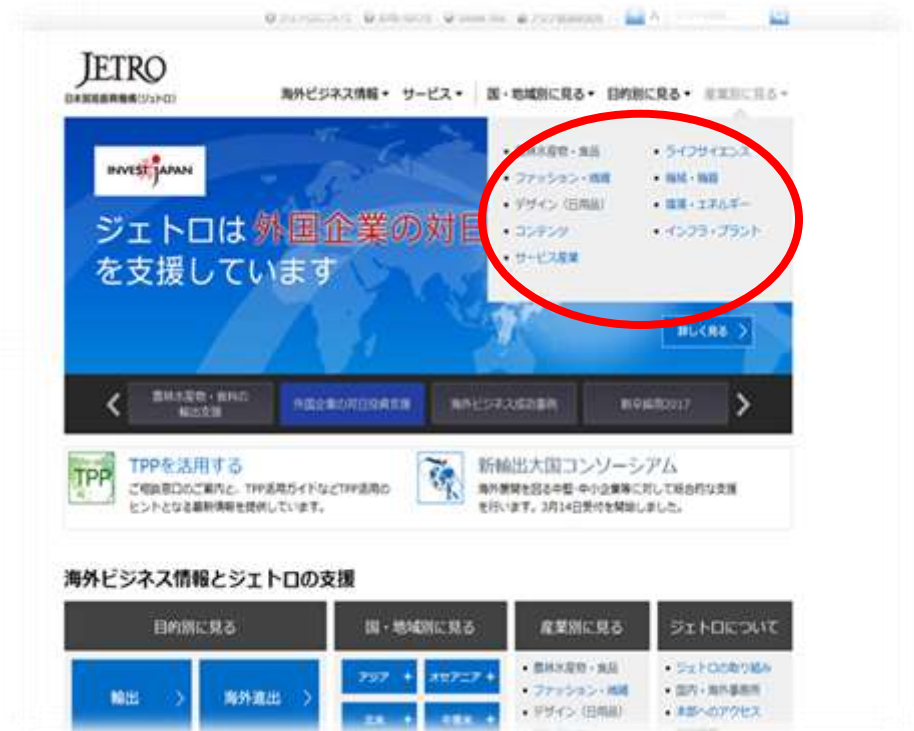 JETRO
日本貿易振興機構(ジェトロ)
海外ビジネス情報▼ サービス▼ 国・地域別に見る▼ 目的別に見る▼ 産業別に見る▼
農林水産物・食品 ライフサイエンス
ファッション・繊維 機械・機器
デザイン(日用品) 環境・エネルギー
コンテンツ インフラ・プラント
サービス産業
INVEST JAPAN
ジェトロは外国企業の対日
を支援しています
詳しく見る
外国企業の対日投資支援 海外ビジネス成功事例 新卒採用2017
輸出支援
TPP
TPPを活用する
ご相談窓口のご案内と、TPP活用ガイドなどTPP活用の
ヒントとなる最新情報を提供しています。
新輸出大国コンソーシアム
海外展開を図る中堅・中小企業等に対して総合的な支援
を行います。3月14日受付を開始しました。
海外ビジネス情報とジェトロの支援
目的別に見る 国・地域別に見る 産業別に見る ジェトロについて
輸出 海外進出
アジア + オセアニア +
北米 + 中南米 +
農林水産物・食品
ファッション・繊維
デザイン(日用品)
ジェトロの取り組み
国内・海外事務所
本部へのアクセス